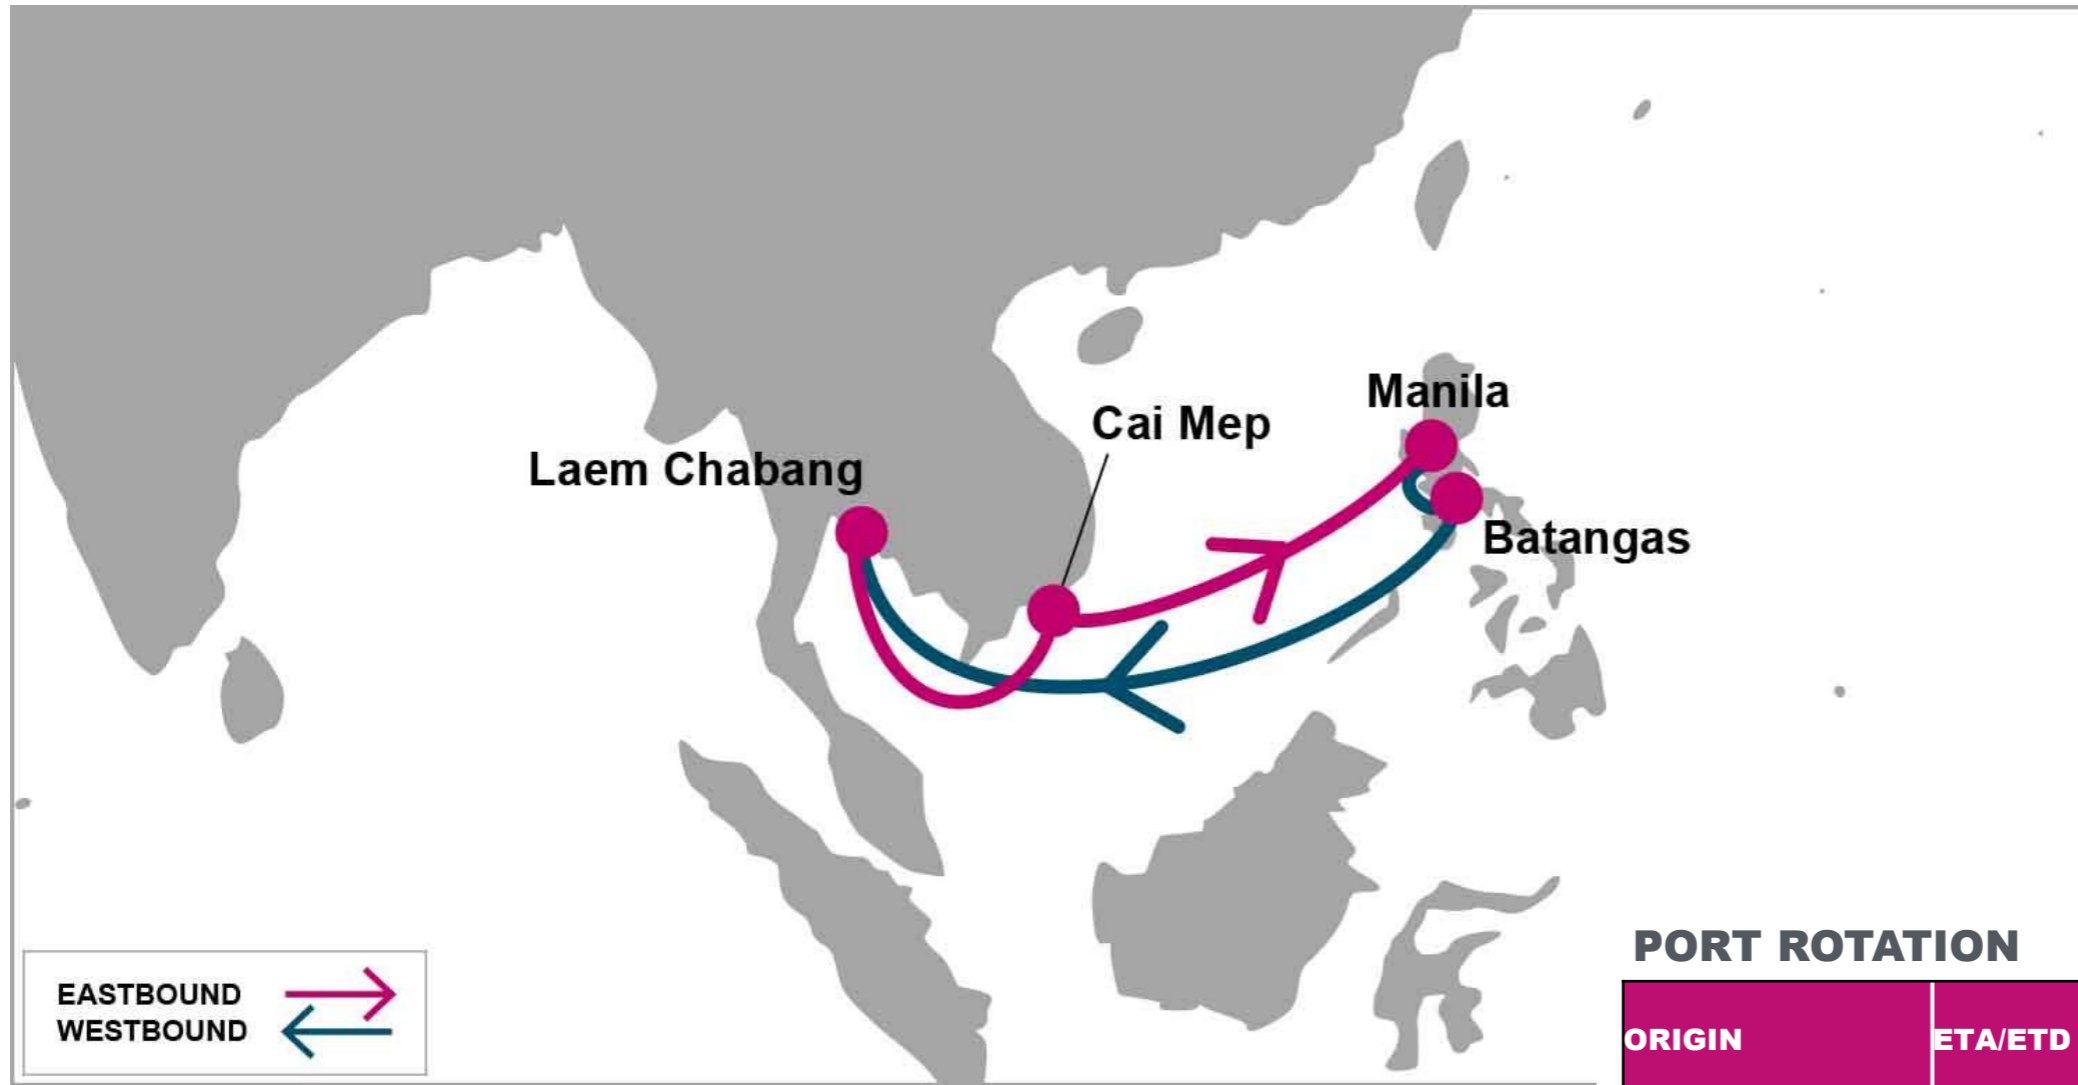 Manila
Cai Mep
Laem Chabang
Batangas
EASTBOUND
WESTBOUND
PORT ROTATION
ORIGIN ETA/ETD